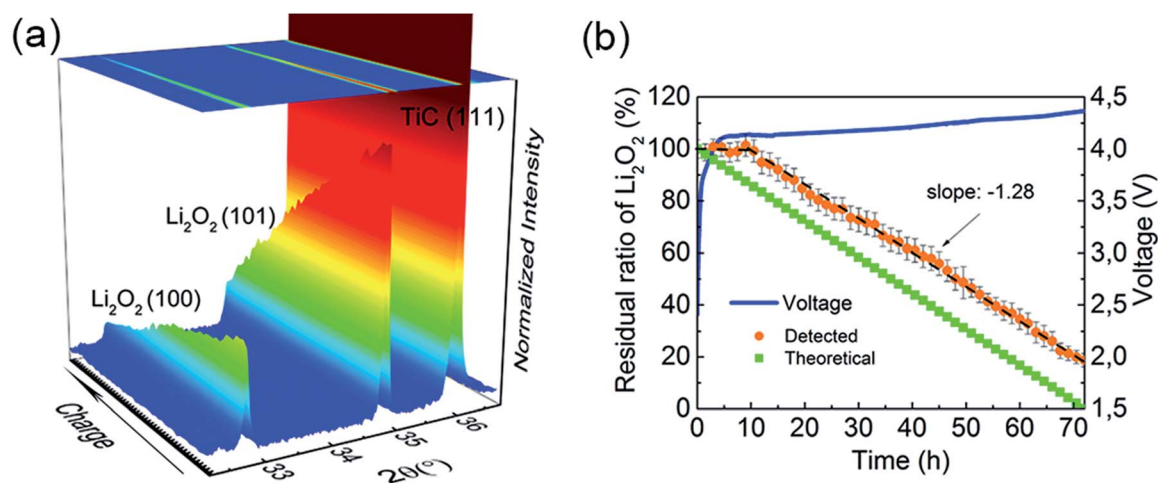 (a)
TiC (111)
Li₂O₂ (101)
Li₂O₂ (100)
Normalized Intensity
Charge
33
34
35
36
2θ(°)
(b)
120
100
80
60
40
20
0
Residual ratio of Li₂O₂ (%)
4,5
4,0
3,5
3,0
2,5
2,0
1,5
Voltage (V)
slope: -1.28
Voltage
Detected
Theoretical
0 10 20 30 40 50 60 70
Time (h)